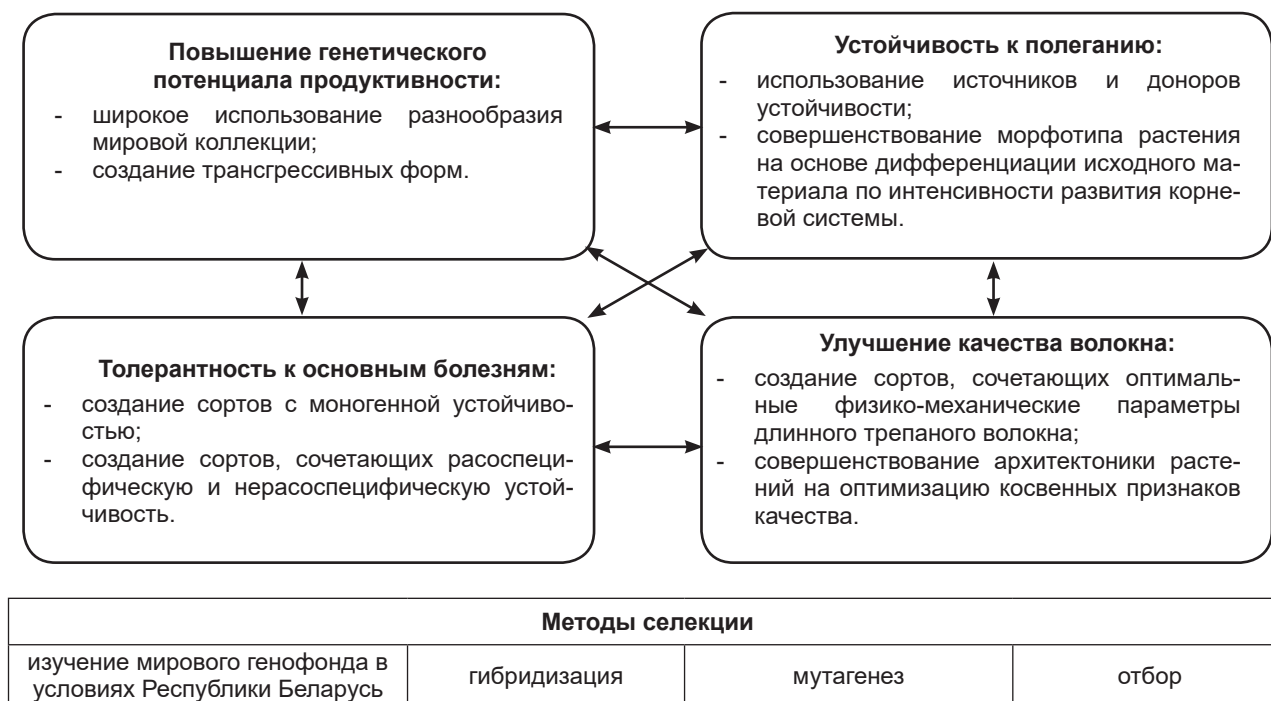 Повышение генетического
потенциала продуктивности:
- широкое использование разнообразия
мировой коллекции;
- создание трансгрессивных форм.
Устойчивость к полеганию:
- использование источников и доноров
устойчивости;
- совершенствование морфотипа растения
на основе дифференциации исходного ма-
териала по интенсивности развития корне-
вой системы.
Толерантность к основным болезням:
- создание сортов с моногенной устойчиво-
стью;
- создание сортов, сочетающих расоспеци-
фическую и нерасоспецифическую устой-
чивость.
Улучшение качества волокна:
- создание сортов, сочетающих оптималь-
ные физико-механические параметры
длинного трепаного волокна;
- совершенствование архитектоники расте-
ний на оптимизацию косвенных признаков
качества.
Методы селекции
изучение мирового генофонда в
условиях Республики Беларусь
гибридизация
мутагенез
отбор